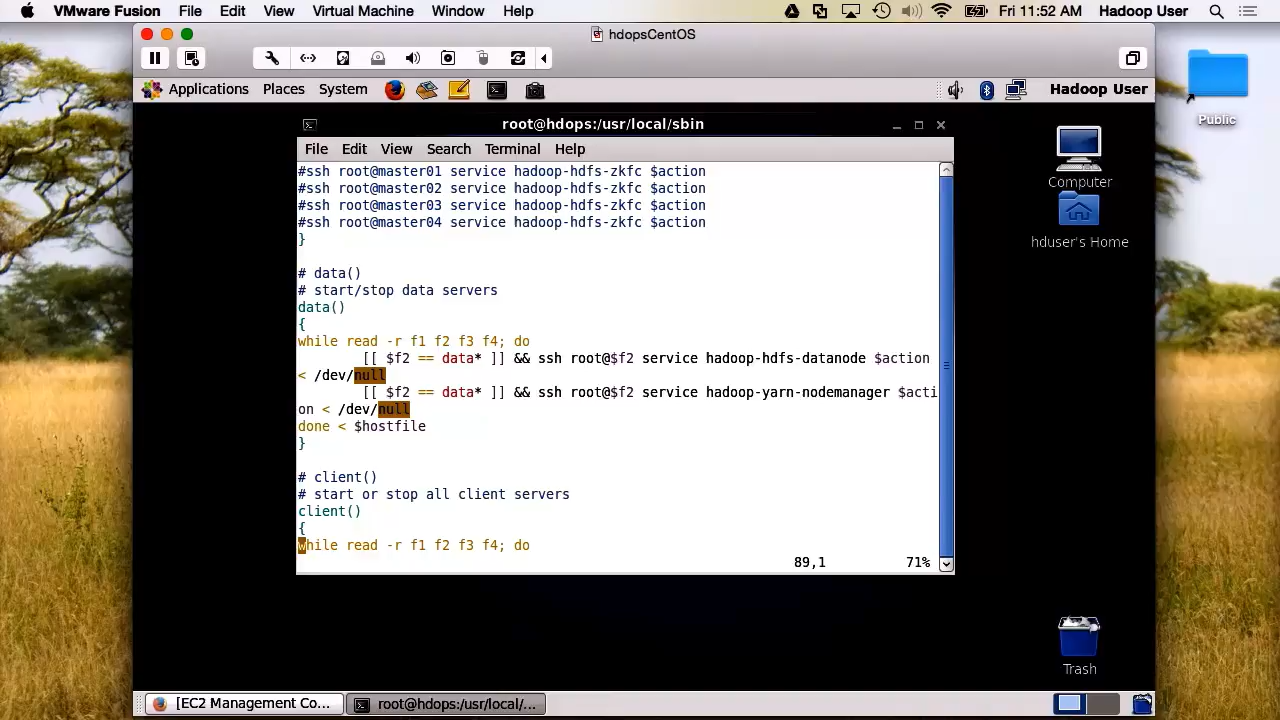 VMware Fusion File Edit View Virtual Machine Window Help Fri 11:52 AM Hadoop User
hdopsCentOS
Applications Places System Hadoop User
root@hdops:/usr/local/sbin
File Edit View Search Terminal Help
#ssh root@master01 service hadoop-hdfs-zkfc $action
#ssh root@master02 service hadoop-hdfs-zkfc $action
#ssh root@master03 service hadoop-hdfs-zkfc $action
#ssh root@master04 service hadoop-hdfs-zkfc $action
}
# data()
# start/stop data servers
data()
{
while read -r f1 f2 f3 f4; do
[[ $f2 == data* ]] && ssh root@$f2 service hadoop-hdfs-datanode $action
< /dev/null
[[ $f2 == data* ]] && ssh root@$f2 service hadoop-yarn-nodemanager $acti
on < /dev/null
done < $hostfile
}
# client()
# start or stop all client servers
client()
{
while read -r f1 f2 f3 f4; do
89,1 71%
Public
Computer
hduser's Home
Trash
[EC2 Management Co... root@hdops:/usr/local/...